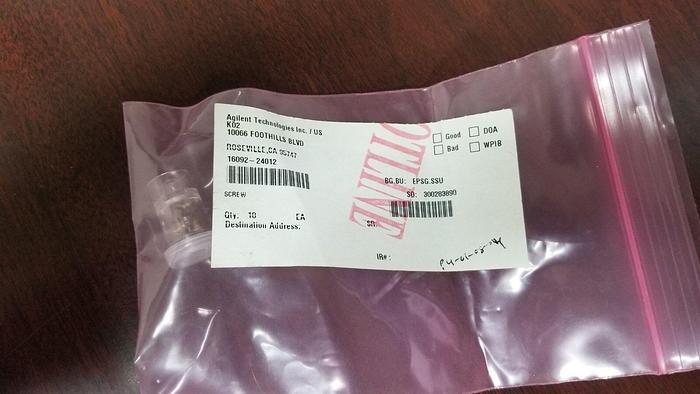 Agilent Technologies Inc. / US
K02
10066 FOOTHILLS BLVD
ROSEVILLE,CA 95747
16092-24012
SCREW
Qty: 10 EA
Destination Address:
Good DOA
Bad WPIB
BG,BU: EPSG.SSU
SO: 300283890
SR:
IR#:
OTLINE